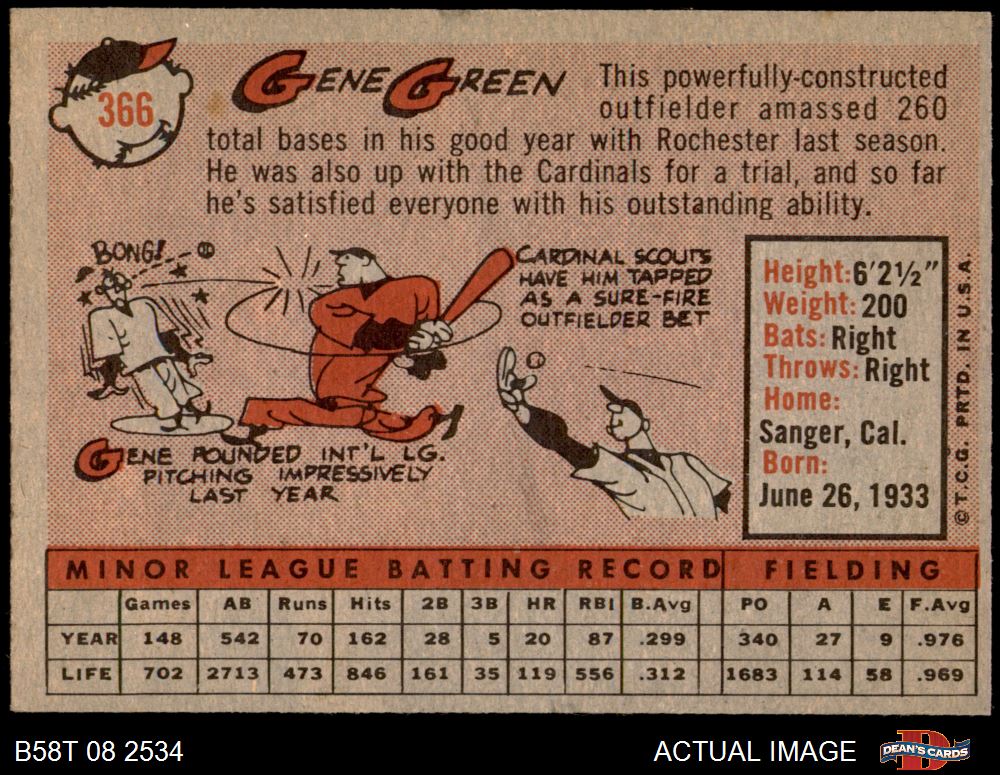 366
GENE GREEN
This powerfully-constructed
outfielder amassed 260
total bases in his good year with Rochester last season.
He was also up with the Cardinals for a trial, and so far
he's satisfied everyone with his outstanding ability.
BONG!
CARDINAL SCOUTS
HAVE HIM TAPPED
AS A SURE-FIRE
OUTFIELDER BET
GENE POUNDED INT'L LG.
PITCHING IMPRESSIVELY
LAST YEAR
Height: 6'2½"
Weight: 200
Bats: Right
Throws: Right
Home:
Sanger, Cal.
Born:
June 26, 1933
© T.C.G. PRTD. IN U.S.A.
MINOR LEAGUE BATTING RECORD FIELDING
Games AB Runs Hits 2B 3B HR RBI B.Avg PO A E F.Avg
YEAR 148 542 70 162 28 5 20 87 .299 340 27 9 .976
LIFE 702 2713 473 846 161 35 119 556 .312 1683 114 58 .969
B58T 08 2534 ACTUAL IMAGE DEAN'S CARDS